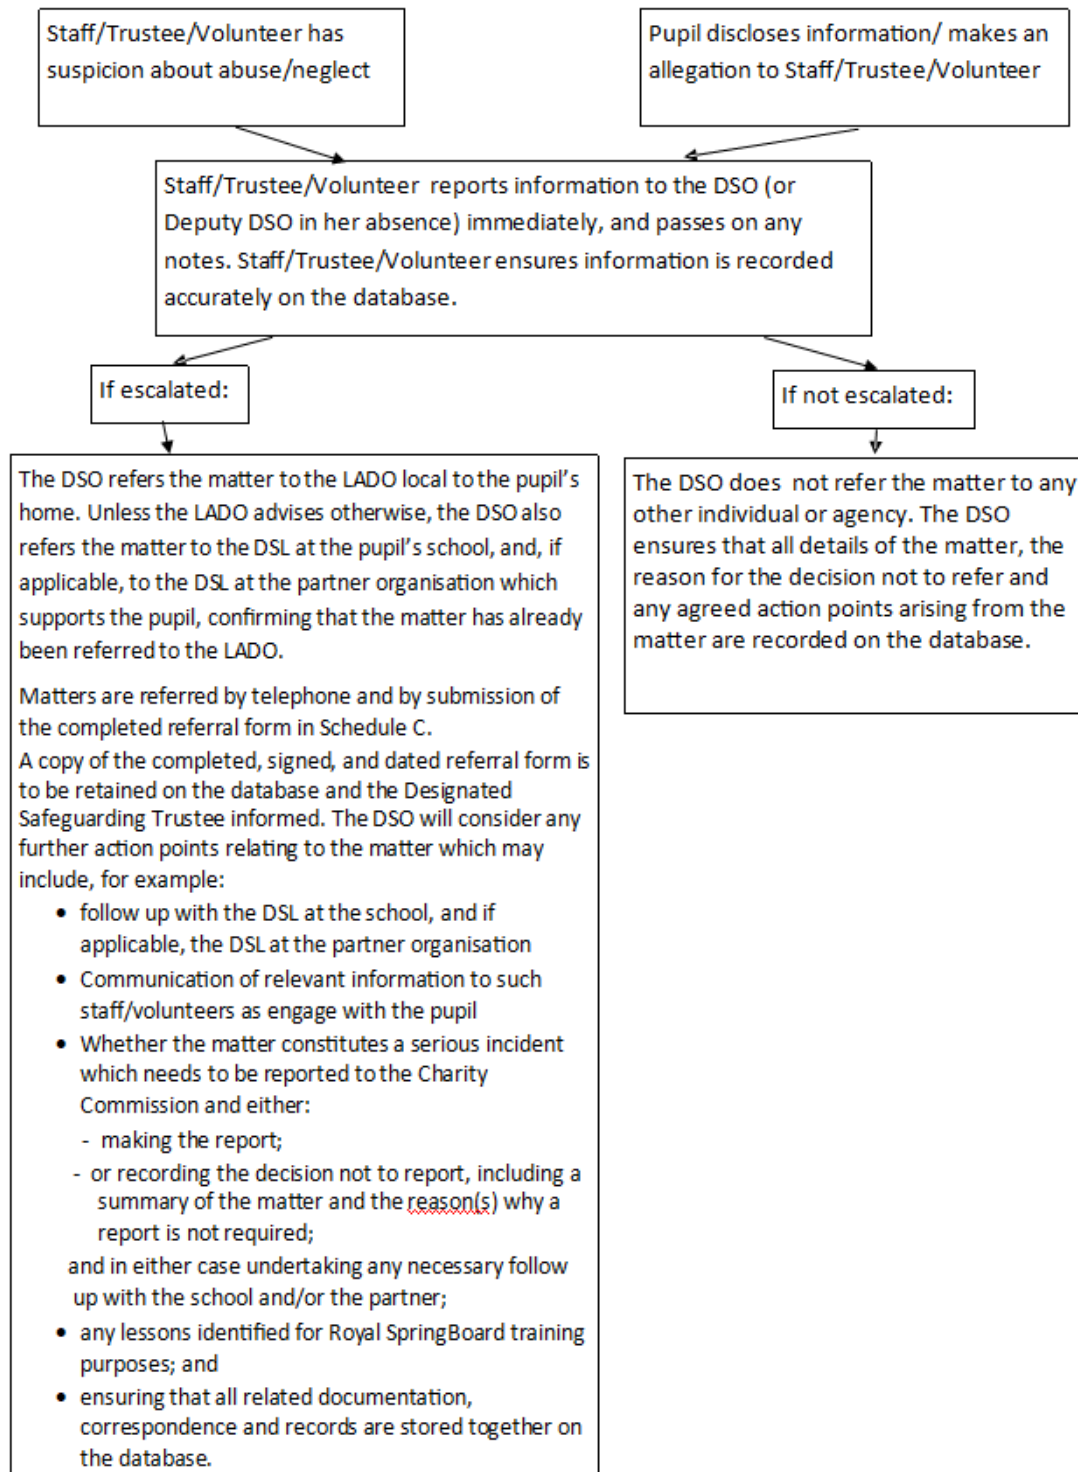 Staff/Trustee/Volunteer has
suspicion about abuse/neglect
Pupil discloses information/ makes an
allegation to Staff/Trustee/Volunteer
Staff/Trustee/Volunteer reports information to the DSO (or
Deputy DSO in her absence) immediately, and passes on any
notes. Staff/Trustee/Volunteer ensures information is recorded
accurately on the database.
If escalated:
If not escalated:
The DSO refers the matter to the LADO local to the pupil's
home. Unless the LADO advises otherwise, the DSO also
refers the matter to the DSL at the pupil's school, and, if
applicable, to the DSL at the partner organisation which
supports the pupil, confirming that the matter has already
been referred to the LADO.
Matters are referred by telephone and by submission of
the completed referral form in Schedule C.
A copy of the completed, signed, and dated referral form is
to be retained on the database and the Designated
Safeguarding Trustee informed. The DSO will consider any
further action points relating to the matter which may
include, for example:
• follow up with the DSL at the school, and if
applicable, the DSL at the partner organisation
• Communication of relevant information to such
staff/volunteers as engage with the pupil
• Whether the matter constitutes a serious incident
which needs to be reported to the Charity
Commission and either:
- making the report;
- or recording the decision not to report, including a
summary of the matter and the reason(s) why a
report is not required;
and in either case undertaking any necessary follow
up with the school and/or the partner;
• any lessons identified for Royal SpringBoard training
purposes; and
• ensuring that all related documentation,
correspondence and records are stored together on
the database.
The DSO does not refer the matter to any
other individual or agency. The DSO
ensures that all details of the matter, the
reason for the decision not to refer and
any agreed action points arising from the
matter are recorded on the database.